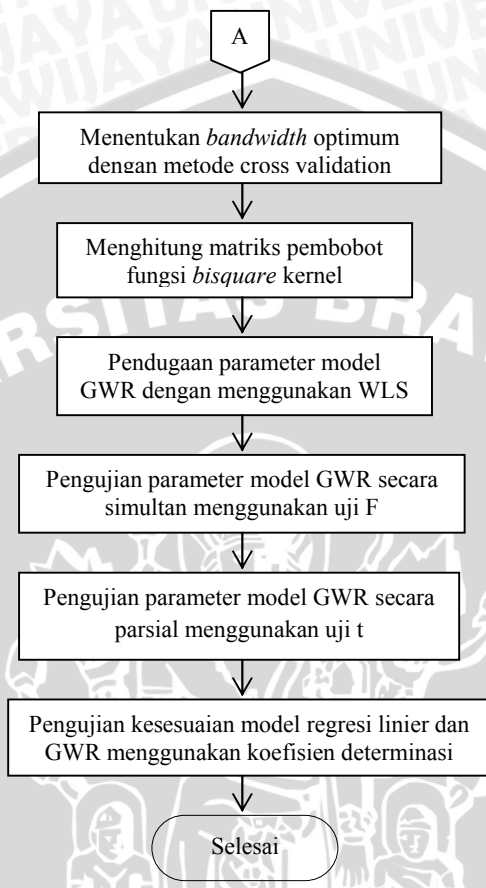 A
Menentukan bandwidth optimum
dengan metode cross validation
Menghitung matriks pembobot
fungsi bisquare kernel
Pendugaan parameter model
GWR dengan menggunakan WLS
Pengujian parameter model GWR secara
simultan menggunakan uji F
Pengujian parameter model GWR secara
parsial menggunakan uji t
Pengujian kesesuaian model regresi linier dan
GWR menggunakan koefisien determinasi
Selesai